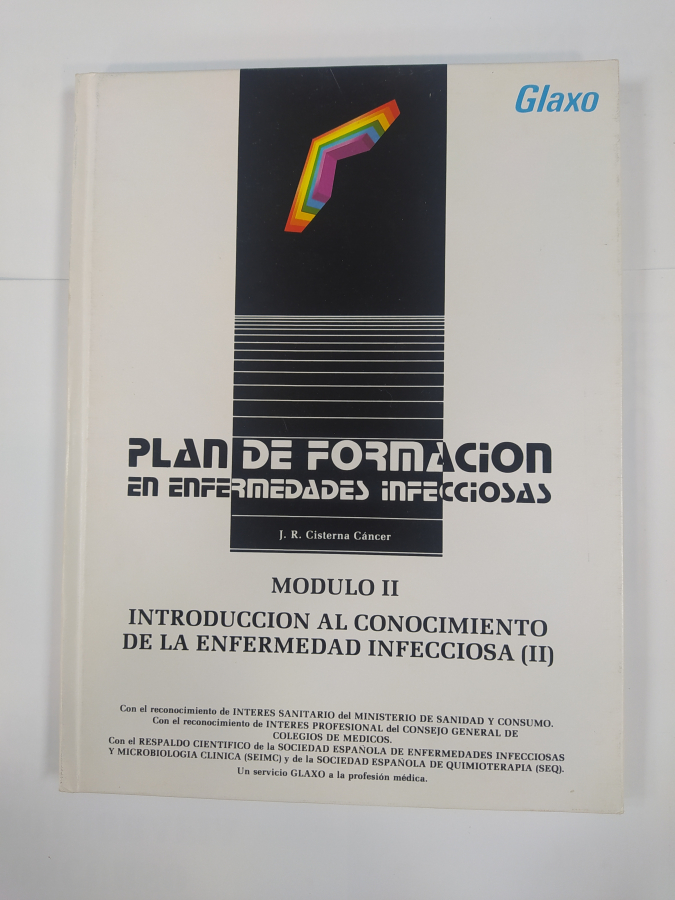 Glaxo
PLAN DE FORMACION
EN ENFERMEDADES INFECCIOSAS
J. R. Cisterna Cáncer
MODULO II
INTRODUCCION AL CONOCIMIENTO
DE LA ENFERMEDAD INFECCIOSA (II)
Con el reconocimiento de INTERES SANITARIO del MINISTERIO DE SANIDAD Y CONSUMO.
Con el reconocimiento de INTERES PROFESIONAL del CONSEJO GENERAL DE
COLEGIOS DE MEDICOS.
Con el RESPALDO CIENTIFICO de la SOCIEDAD ESPAÑOLA DE ENFERMEDADES INFECCIOSAS
Y MICROBIOLOGIA CLINICA (SEIMC) y de la SOCIEDAD ESPAÑOLA DE QUIMIOTERAPIA (SEQ).
Un servicio GLAXO a la profesión médica.